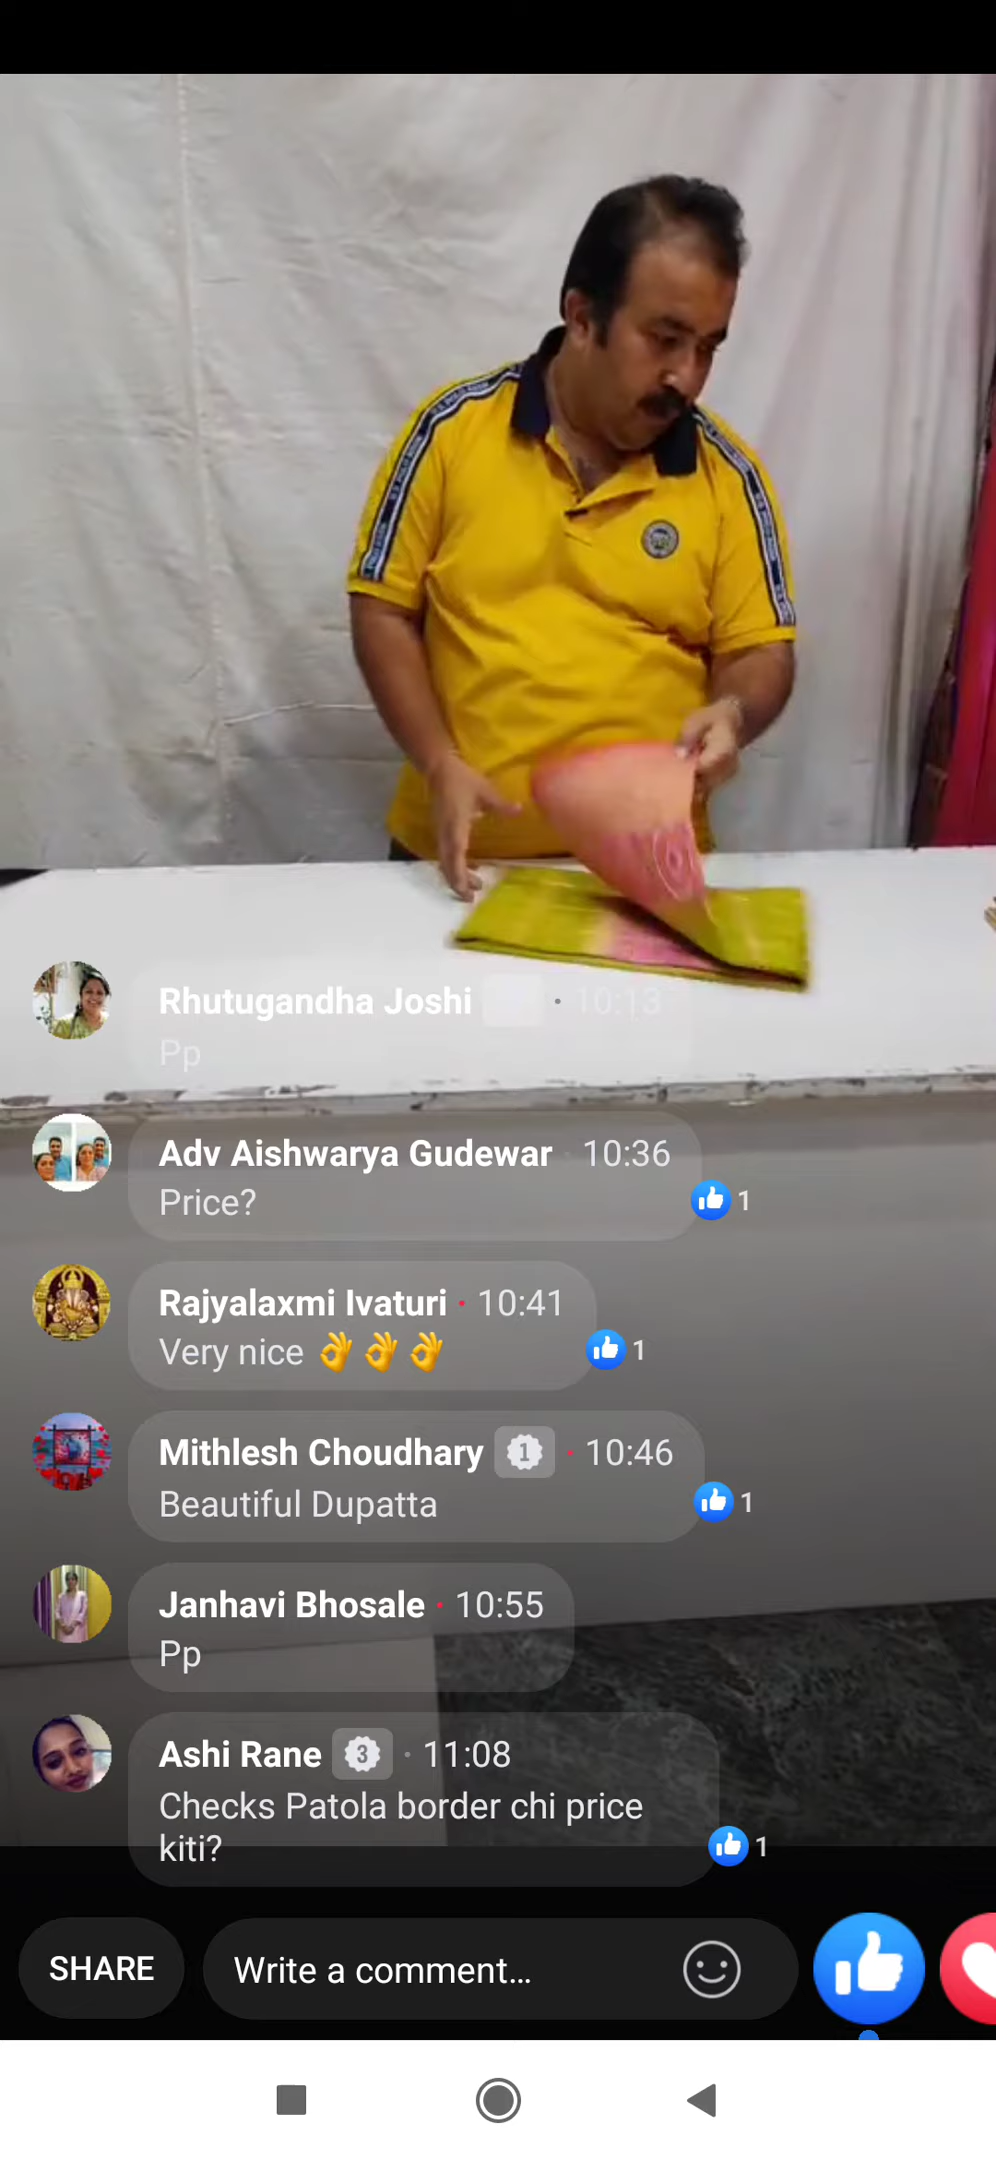 Rhutugandha Joshi · 10:13
Pp
Adv Aishwarya Gudewar · 10:36
Price?
1
Rajyalaxmi Ivaturi · 10:41
Very nice 👌👌👌
1
Mithlesh Choudhary 1 · 10:46
Beautiful Dupatta
1
Janhavi Bhosale · 10:55
Pp
Ashi Rane 3 · 11:08
Checks Patola border chi price
kiti?
1
SHARE
Write a comment...